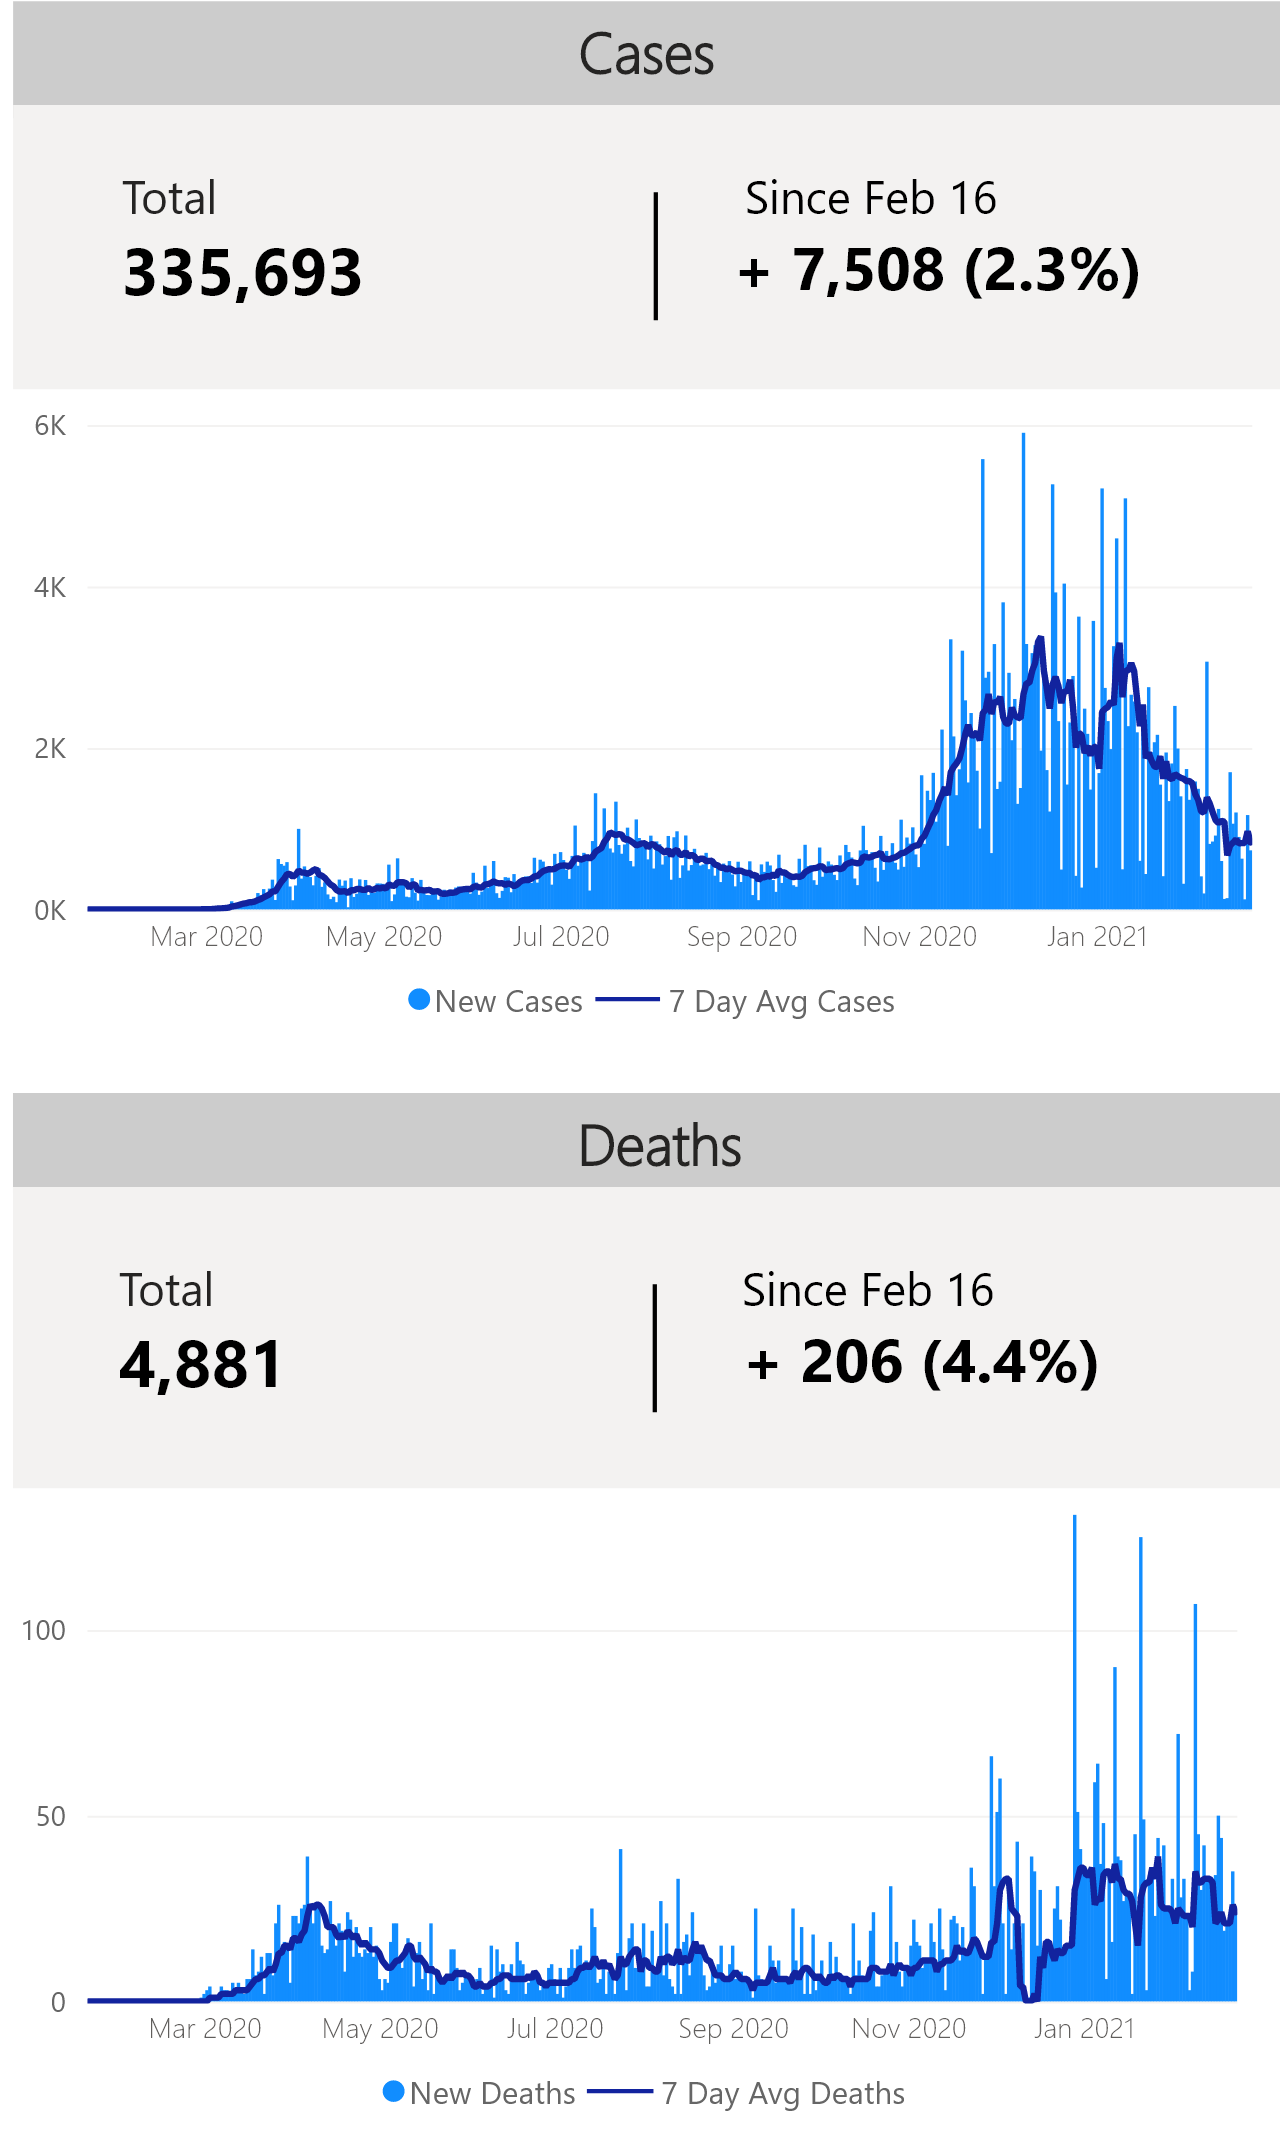 Cases
Total
Since Feb 16
335,693
+ 7,508 (2.3%)
6K
4K
2K
0K
Mar 2020 May 2020 Jul 2020 Sep 2020 Nov 2020 Jan 2021
New Cases 7 Day Avg Cases
Deaths
Total
Since Feb 16
4,881
+ 206 (4.4%)
100
50
0
Mar 2020 May 2020 Jul 2020 Sep 2020 Nov 2020 Jan 2021
New Deaths 7 Day Avg Deaths